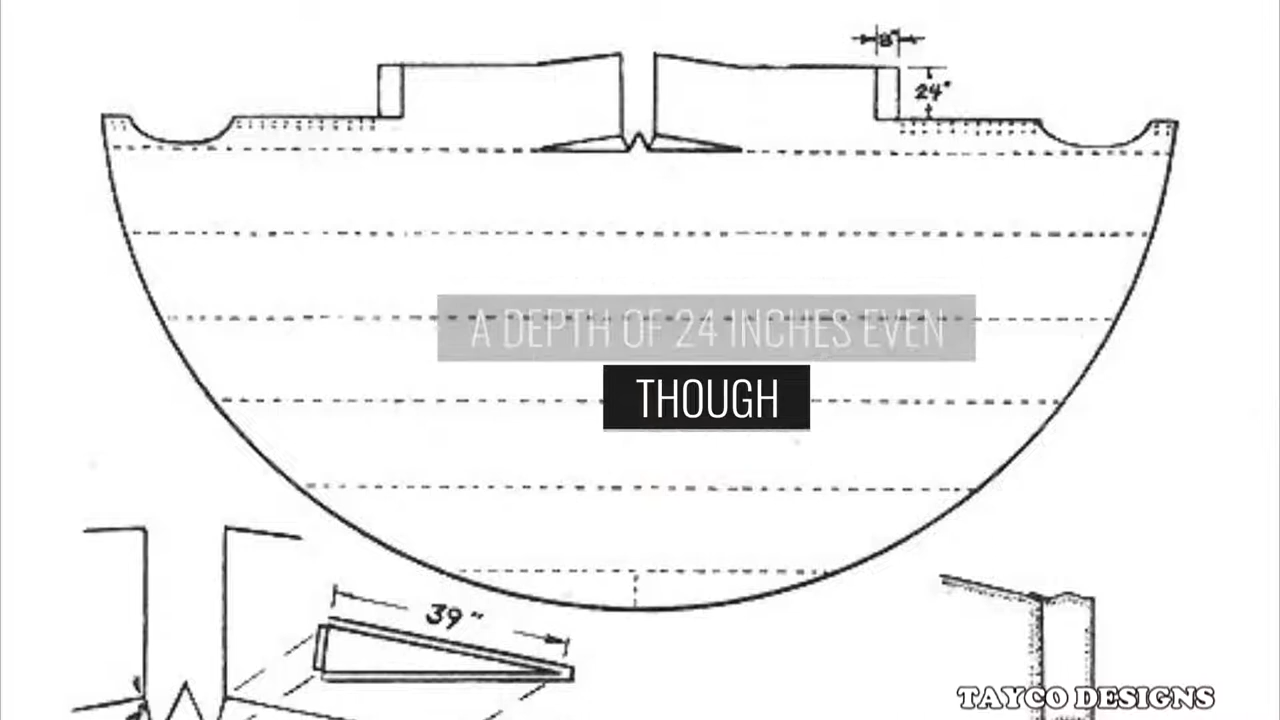 8"
24"
A DEPTH OF 24 INCHES EVEN
THOUGH
39"
TAYCO DESIGNS